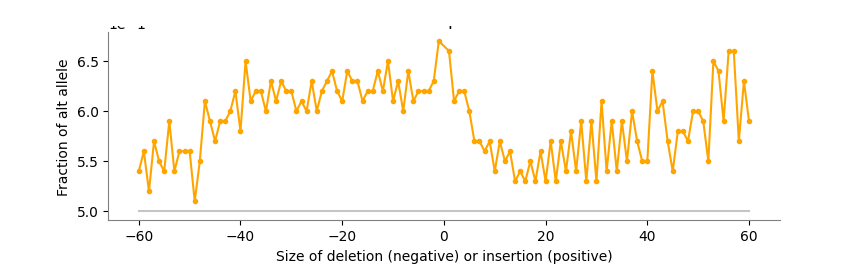 6.5
6.0
5.5
5.0
Fraction of alt allele
−60 −40 −20 0 20 40 60
Size of deletion (negative) or insertion (positive)